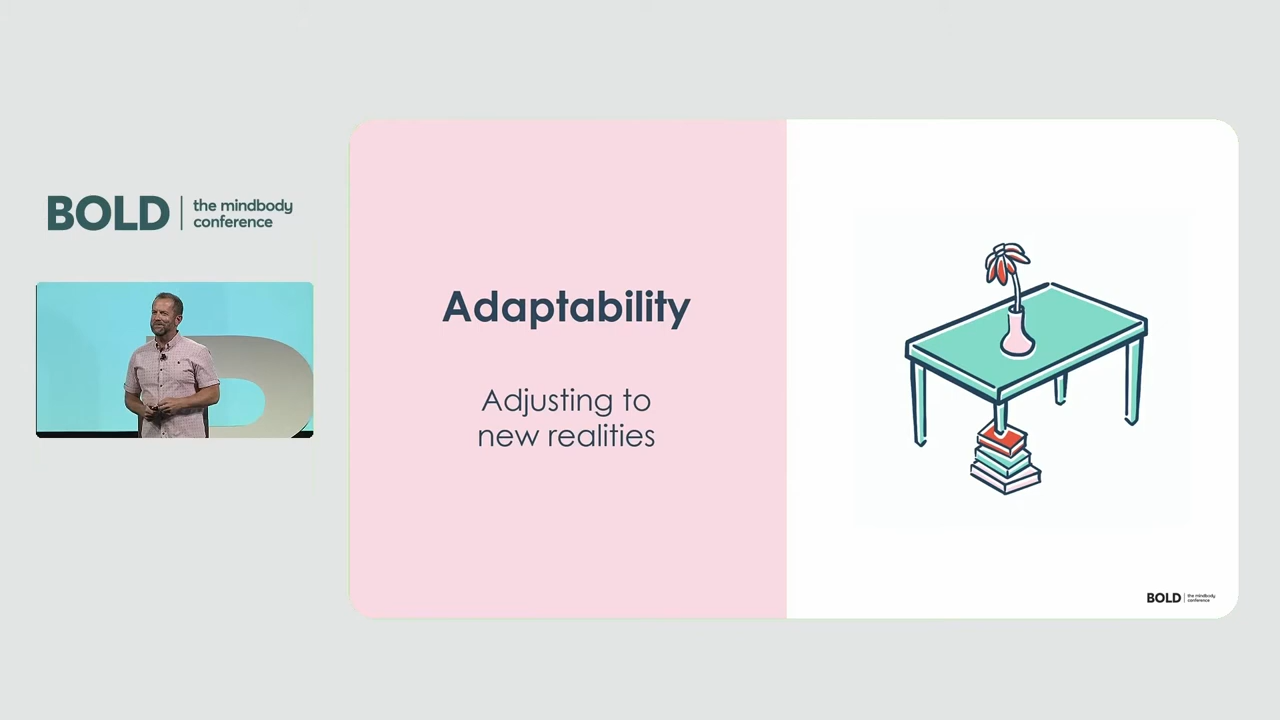 BOLD
the mindbody
conference
Adaptability
Adjusting to
new realities
BOLD
the mindbody
conference